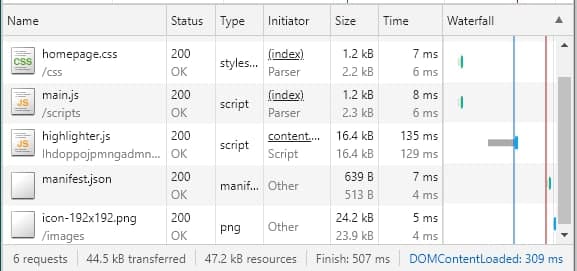 Name Status Type Initiator Size Time Waterfall
homepage.css 200 styles... (index) 1.2 kB 7 ms
/css OK Parser 2.2 kB 6 ms
main.js 200 script (index) 1.2 kB 8 ms
/scripts OK Parser 2.3 kB 6 ms
highlighter.js 200 script content.... 16.4 kB 135 ms
lhdoppojpmngadmn... OK Script 16.4 kB 129 ms
manifest.json 200 manif... Other 639 B 7 ms
OK 513 B 4 ms
icon-192x192.png 200 png Other 24.2 kB 5 ms
/images OK 23.9 kB 4 ms
6 requests 44.5 kB transferred 47.2 kB resources Finish: 507 ms DOMContentLoaded: 309 ms
CSS
JS
JS